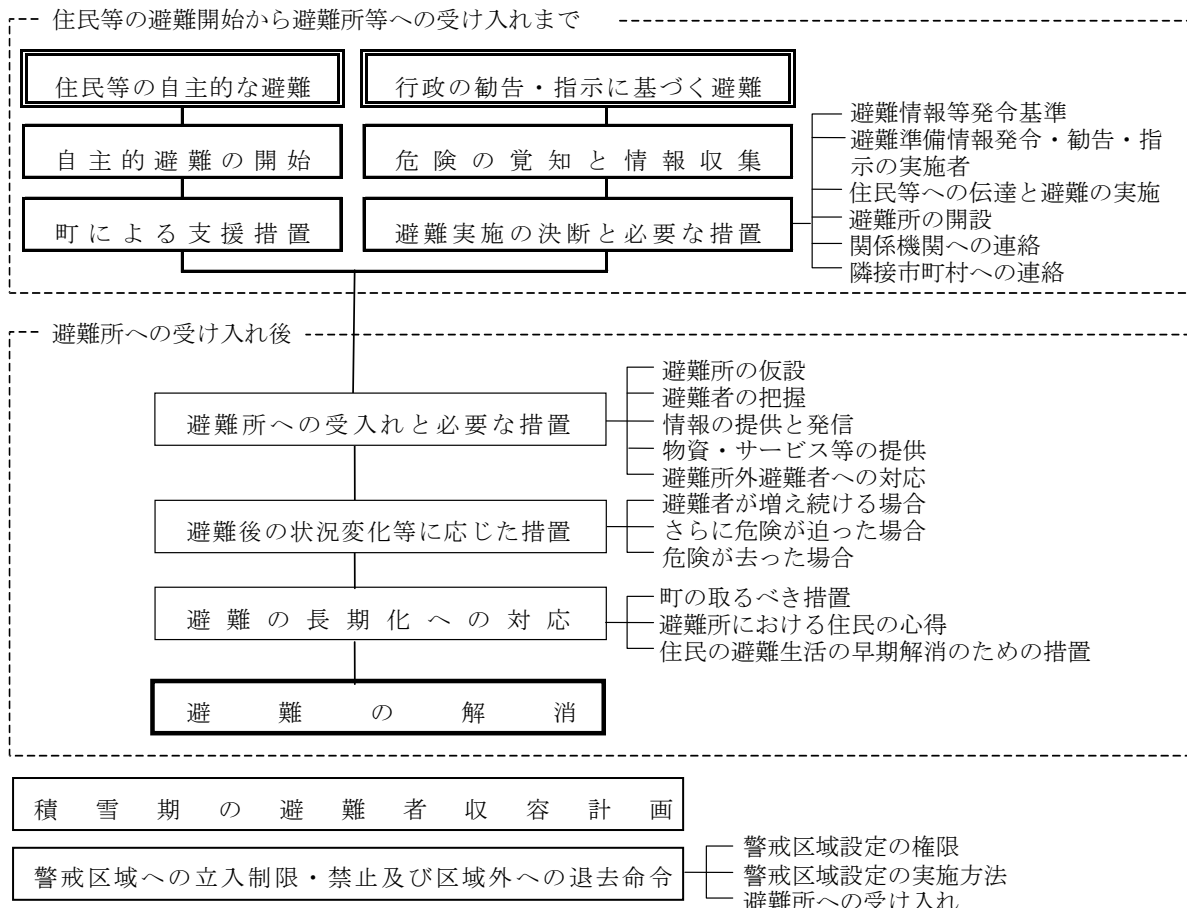 住民等の避難開始から避難所等への受け入れまで
住民等の自主的な避難
行政の勧告・指示に基づく避難
自主的避難の開始
危険の覚知と情報収集
町による支援措置
避難実施の決断と必要な措置
避難情報等発令基準
避難準備情報発令・勧告・指
示の実施者
住民等への伝達と避難の実施
避難所の開設
関係機関への連絡
隣接市町村への連絡
避難所への受け入れ後
避難所への受入れと必要な措置
避難所の仮設
避難者の把握
情報の提供と発信
物資・サービス等の提供
避難所外避難者への対応
避難後の状況変化等に応じた措置
避難者が増え続ける場合
さらに危険が迫った場合
危険が去った場合
避難の長期化への対応
町の取るべき措置
避難所における住民の心得
住民の避難生活の早期解消のための措置
避難の解消
積雪期の避難者収容計画
警戒区域への立入制限・禁止及び区域外への退去命令
警戒区域設定の権限
警戒区域設定の実施方法
避難所への受け入れ